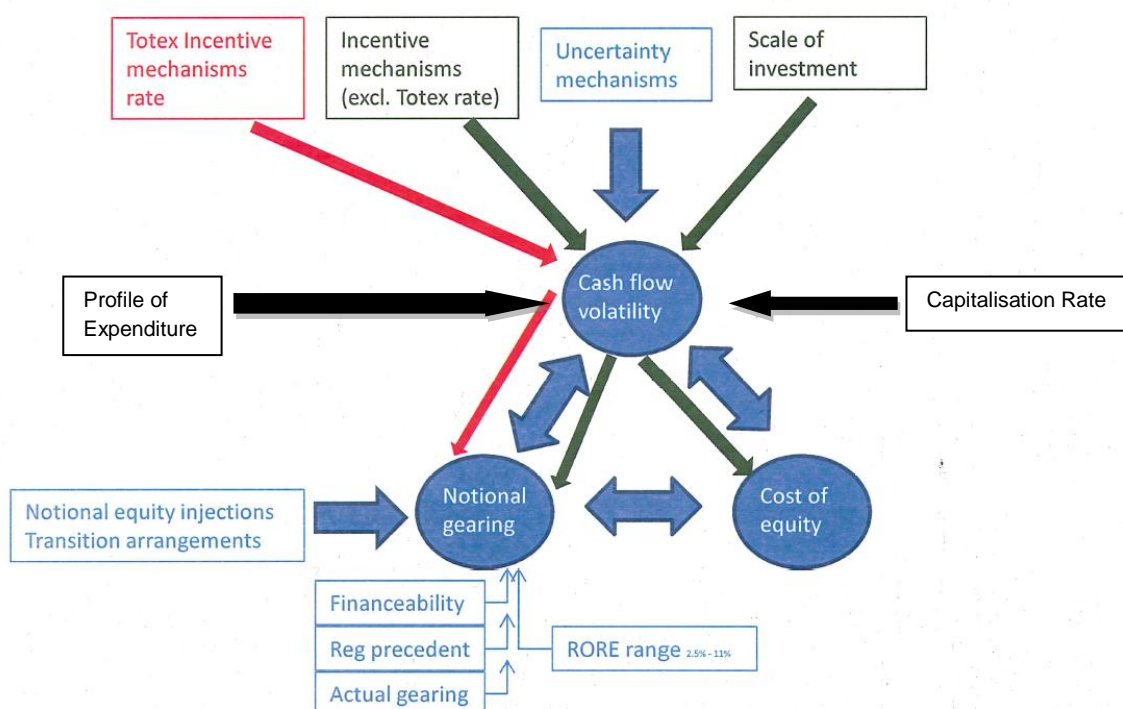 Totex Incentive
mechanisms
rate
Incentive
mechanisms
(excl. Totex rate)
Uncertainty
mechanisms
Scale of
investment
Cash flow
volatility
Profile of
Expenditure
Capitalisation Rate
Notional
gearing
Cost of
equity
Notional equity injections
Transition arrangements
Financeability
Reg precedent
RORE range 2.5% - 11%
Actual gearing